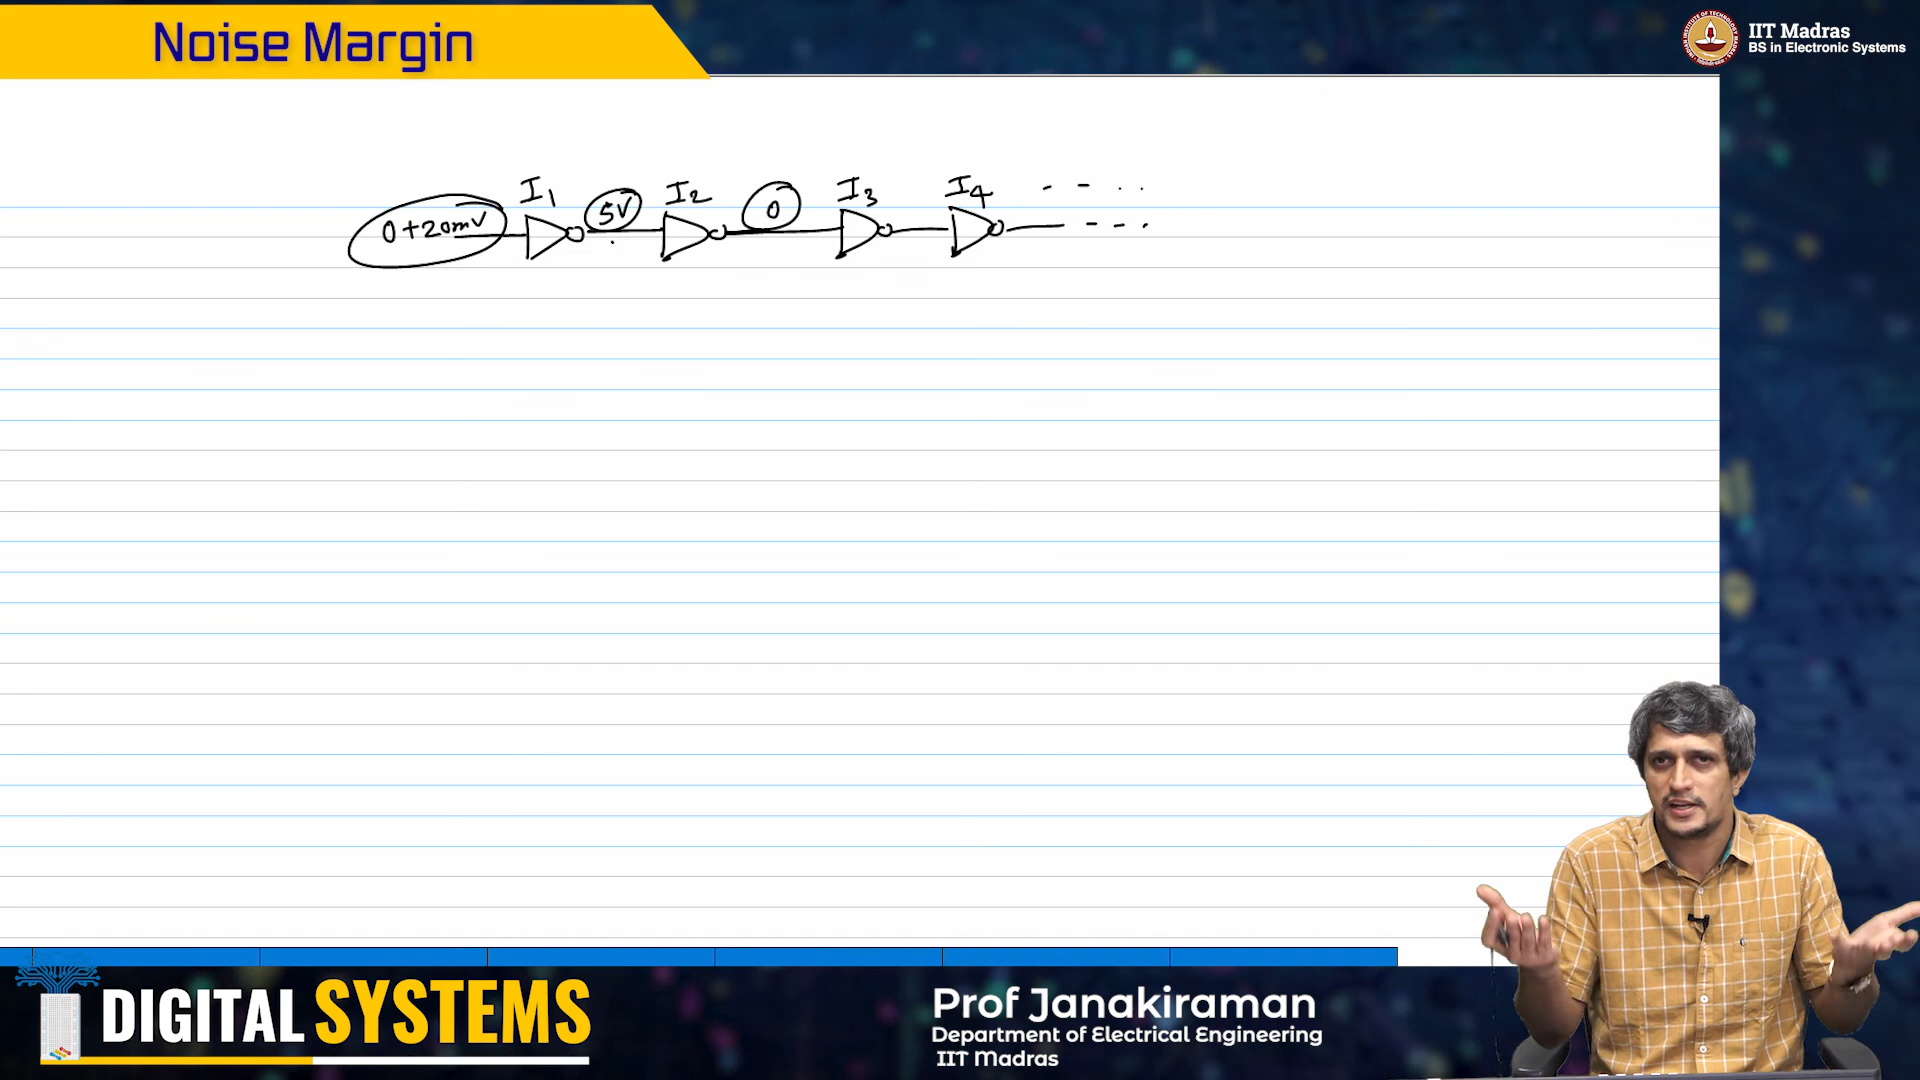 Noise Margin
IIT Madras
BS in Electronic Systems
I1 I2 I3 I4 - - . .
0+20mV 5V 0 - - .
DIGITAL SYSTEMS
Prof Janakiraman
Department of Electrical Engineering
IIT Madras